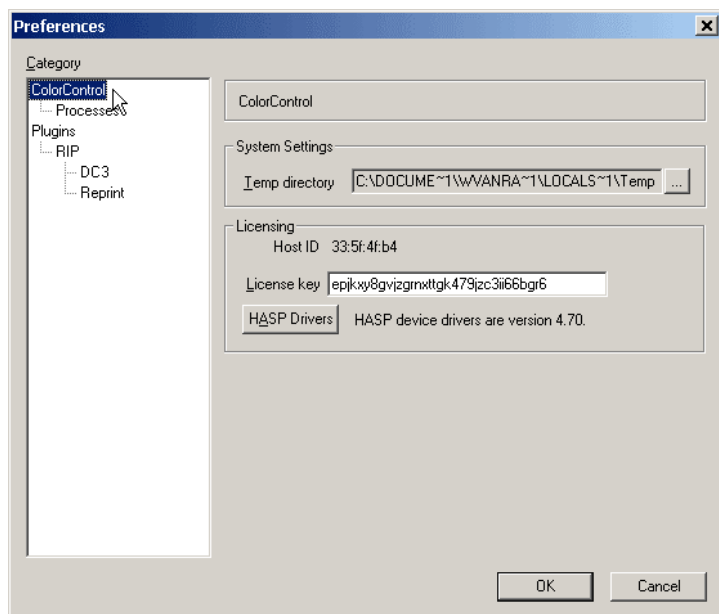 Preferences
Category
ColorControl
Processes
Plugins
RIP
DC3
Reprint
ColorControl
System Settings
Temp directory C:\DOCUME~1\WVANRA~1\LOCALS~1\Temp ...
Licensing
Host ID 33:5f:4f:b4
License key epjkxy8gvjzgrnxttgk479jzc3ii66bgr6
HASP Drivers HASP device drivers are version 4.70.
OK Cancel